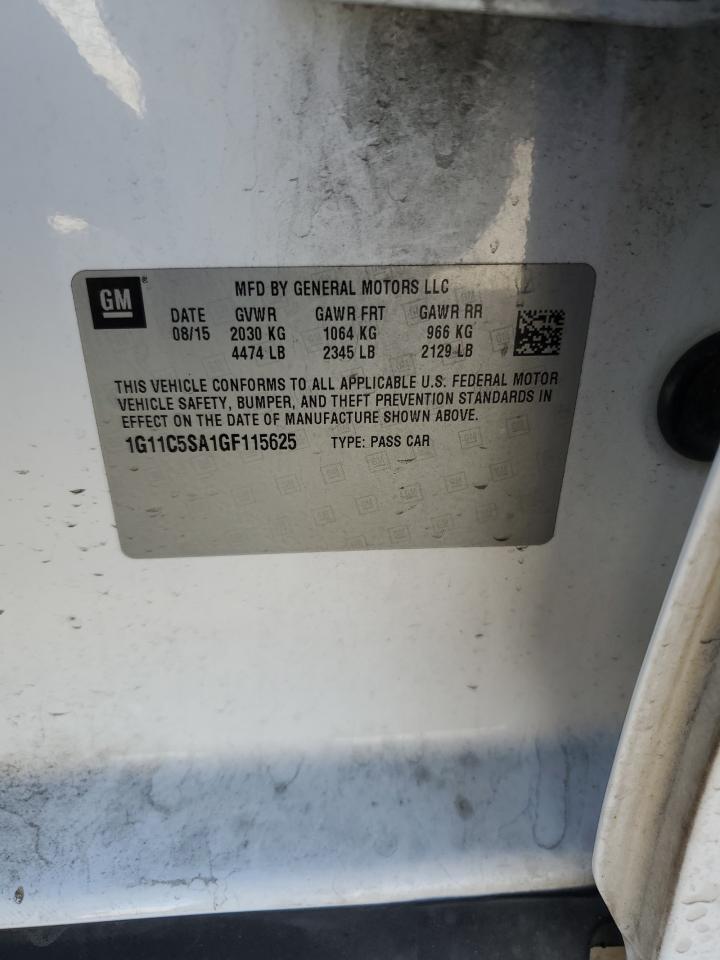 GM ®
MFD BY GENERAL MOTORS LLC
DATE GVWR GAWR FRT GAWR RR
08/15 2030 KG 1064 KG 966 KG
4474 LB 2345 LB 2129 LB
THIS VEHICLE CONFORMS TO ALL APPLICABLE U.S. FEDERAL MOTOR
VEHICLE SAFETY, BUMPER, AND THEFT PREVENTION STANDARDS IN
EFFECT ON THE DATE OF MANUFACTURE SHOWN ABOVE.
1G11C5SA1GF115625 TYPE: PASS CAR